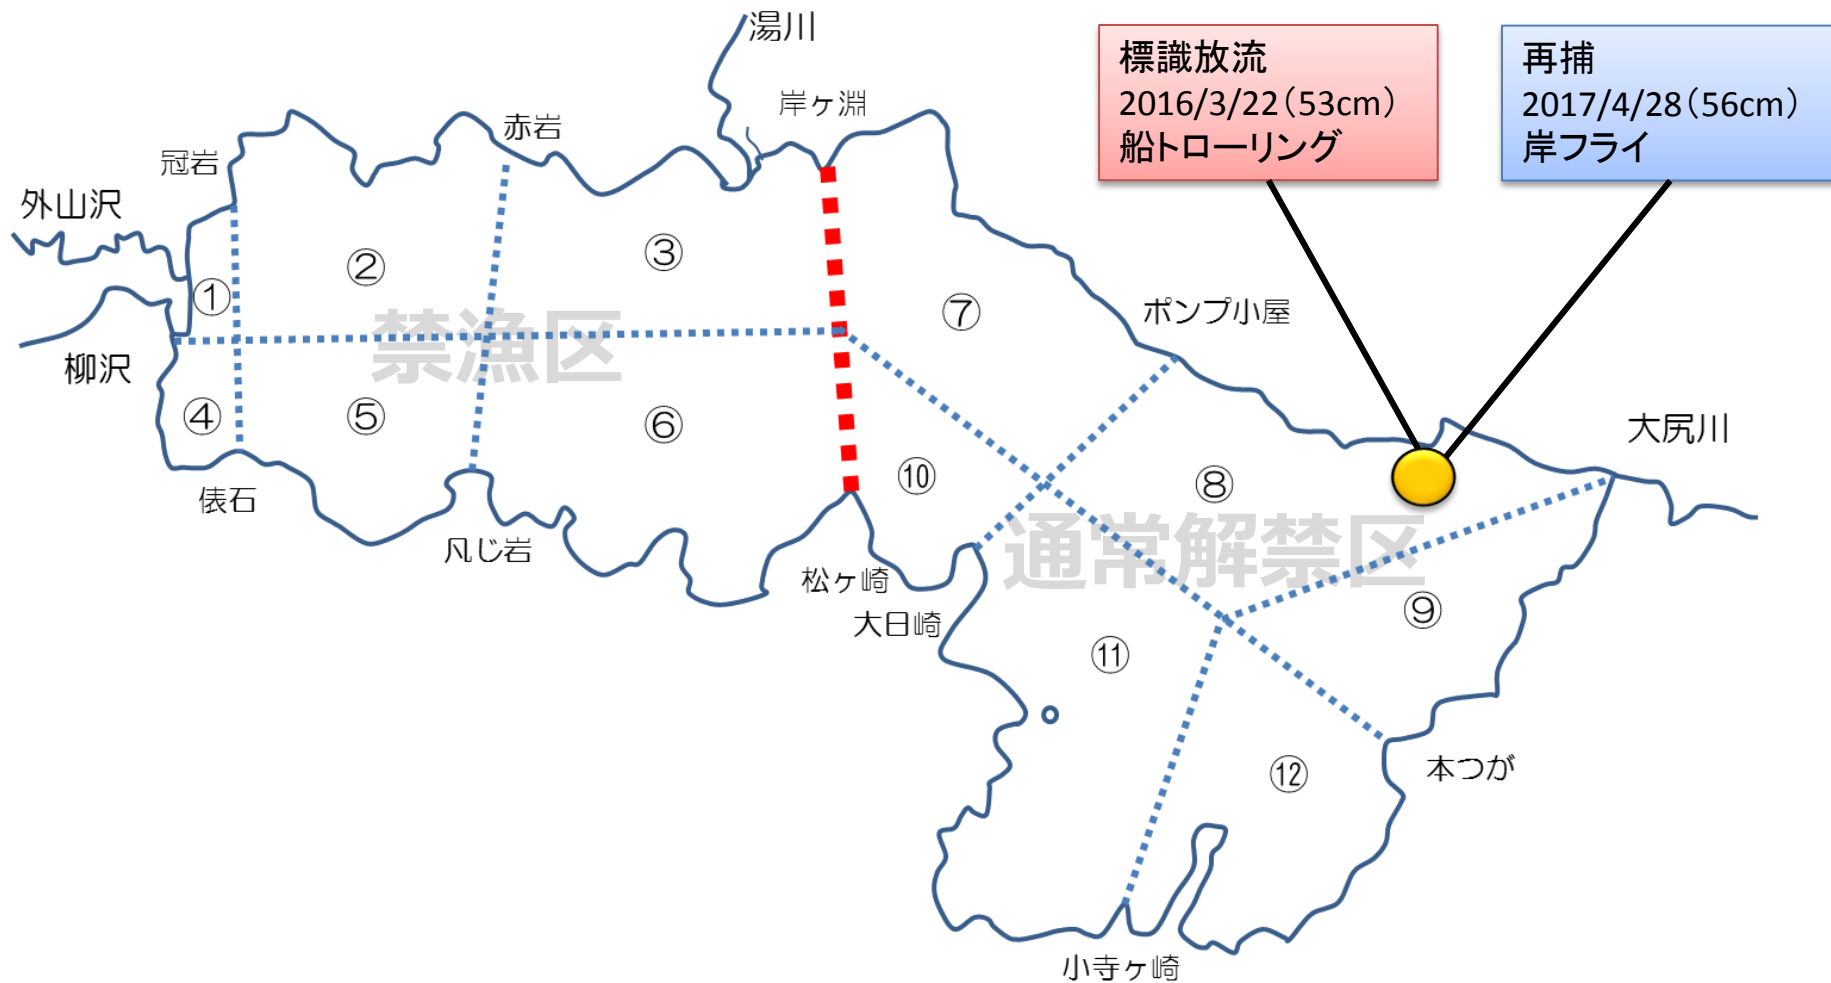 湯川
標識放流
2016/3/22（53cm）
船トローリング
再捕
2017/4/28（56cm）
岸フライ
岸ヶ淵
赤岩
冠岩
外山沢
①
②
③
⑦
ポンプ小屋
禁漁区
柳沢
④
⑤
⑥
⑩
⑧
大尻川
俵石
凡じ岩
松ヶ崎
通常解禁区
大日崎
⑨
⑪
⑫
本つが
小寺ヶ崎